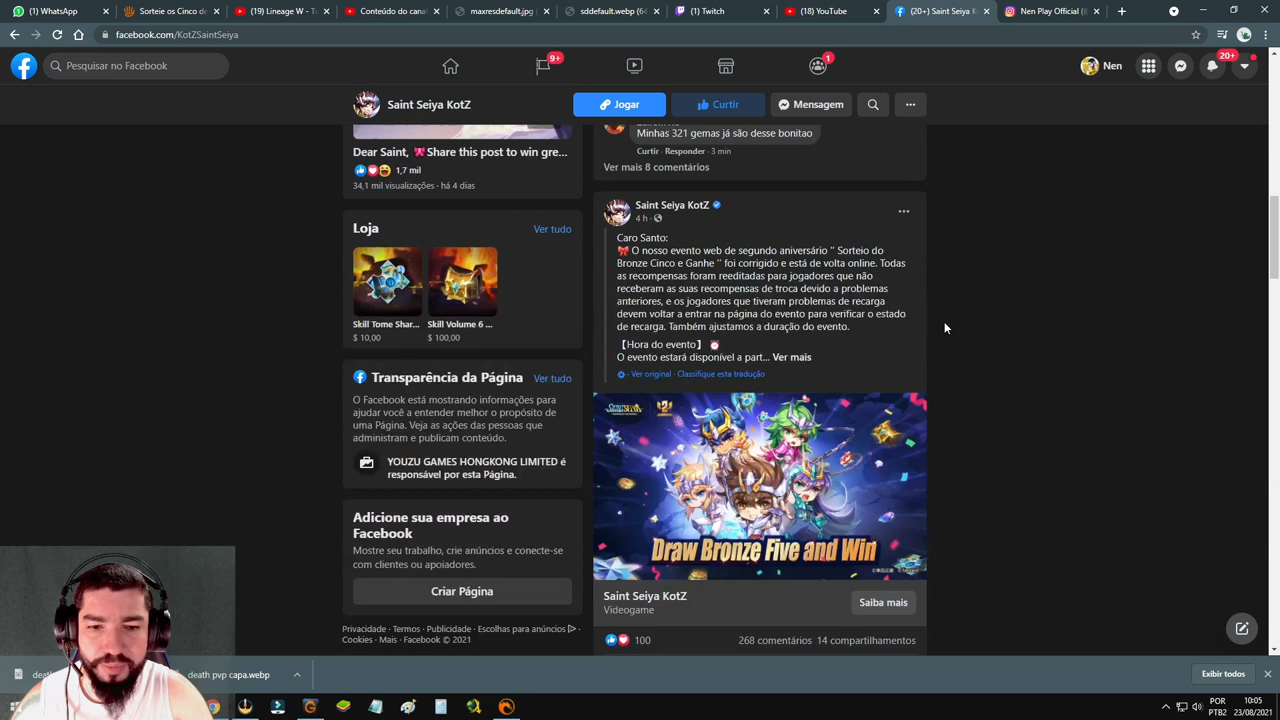 (1) WhatsApp
Sorteie os Cinco de
(19) Lineage W - Tu
Conteúdo do cana
maxresdefault.jpg (
sddefault.webp (64
(1) Twitch
(18) YouTube
(20+) Saint Seiya K
Nen Play Official (@
facebook.com/KotZSaintSeiya
Pesquisar no Facebook
9+
1
Nen
20+
Saint Seiya KotZ
Jogar
Curtir
Mensagem
Minhas 321 gemas já são desse bonitao
Curtir · Responder · 3 min
Ver mais 8 comentários
Dear Saint, 🎀Share this post to win gre...
1,7 mil
34,1 mil visualizações · há 4 dias
Loja
Ver tudo
Skill Tome Shar...
$ 10,00
Skill Volume 6 ...
$ 100,00
Transparência da Página
Ver tudo
O Facebook está mostrando informações para
ajudar você a entender melhor o propósito de
uma Página. Veja as ações das pessoas que
administram e publicam conteúdo.
YOUZU GAMES HONGKONG LIMITED é
responsável por esta Página.
Adicione sua empresa ao
Facebook
Mostre seu trabalho, crie anúncios e conecte-se
com clientes ou apoiadores.
Criar Página
Privacidade · Termos · Publicidade · Escolhas para anúncios ·
Cookies · Mais · Facebook © 2021
Saint Seiya KotZ
4 h ·
Caro Santo:
🎀 O nosso evento web de segundo aniversário " Sorteio do
Bronze Cinco e Ganhe " foi corrigido e está de volta online. Todas
as recompensas foram reeditadas para jogadores que não
receberam as suas recompensas de troca devido a problemas
anteriores, e os jogadores que tiveram problemas de recarga
devem voltar a entrar na página do evento para verificar o estado
de recarga. Também ajustamos a duração do evento.
【Hora do evento】 ⏰
O evento estará disponível a part... Ver mais
· Ver original · Classifique esta tradução
Draw Bronze Five and Win
Saint Seiya KotZ
Videogame
Saiba mais
100
268 comentários 14 compartilhamentos
death pvp capa.webp
Exibir todos
POR
PTB2
10:05
23/08/2021